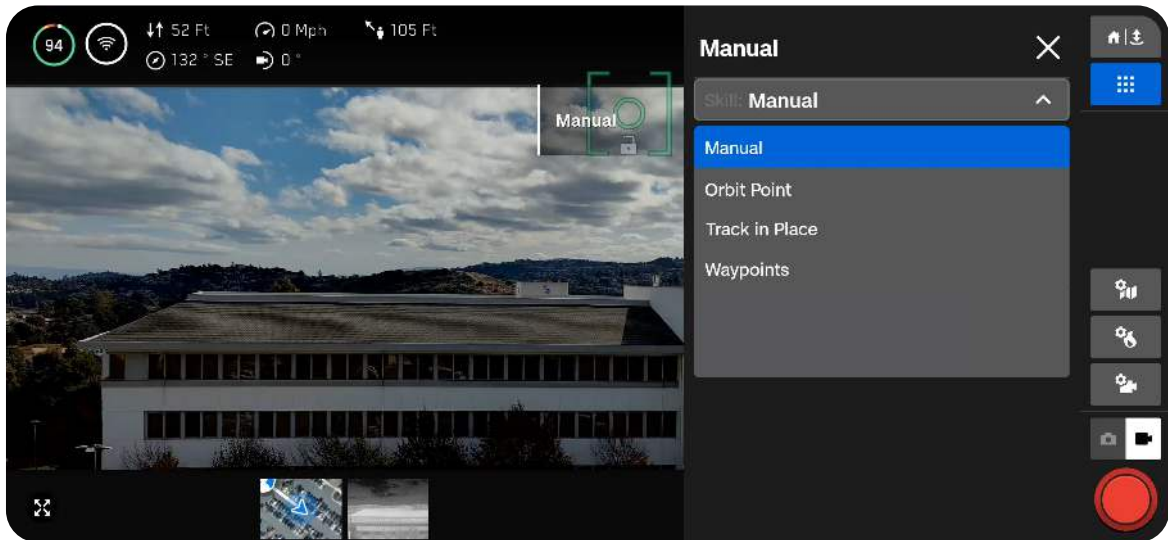 94
52 Ft
0 Mph
105 Ft
132 ° SE
0 °
Manual
Manual
Skill: Manual
Manual
Orbit Point
Track in Place
Waypoints